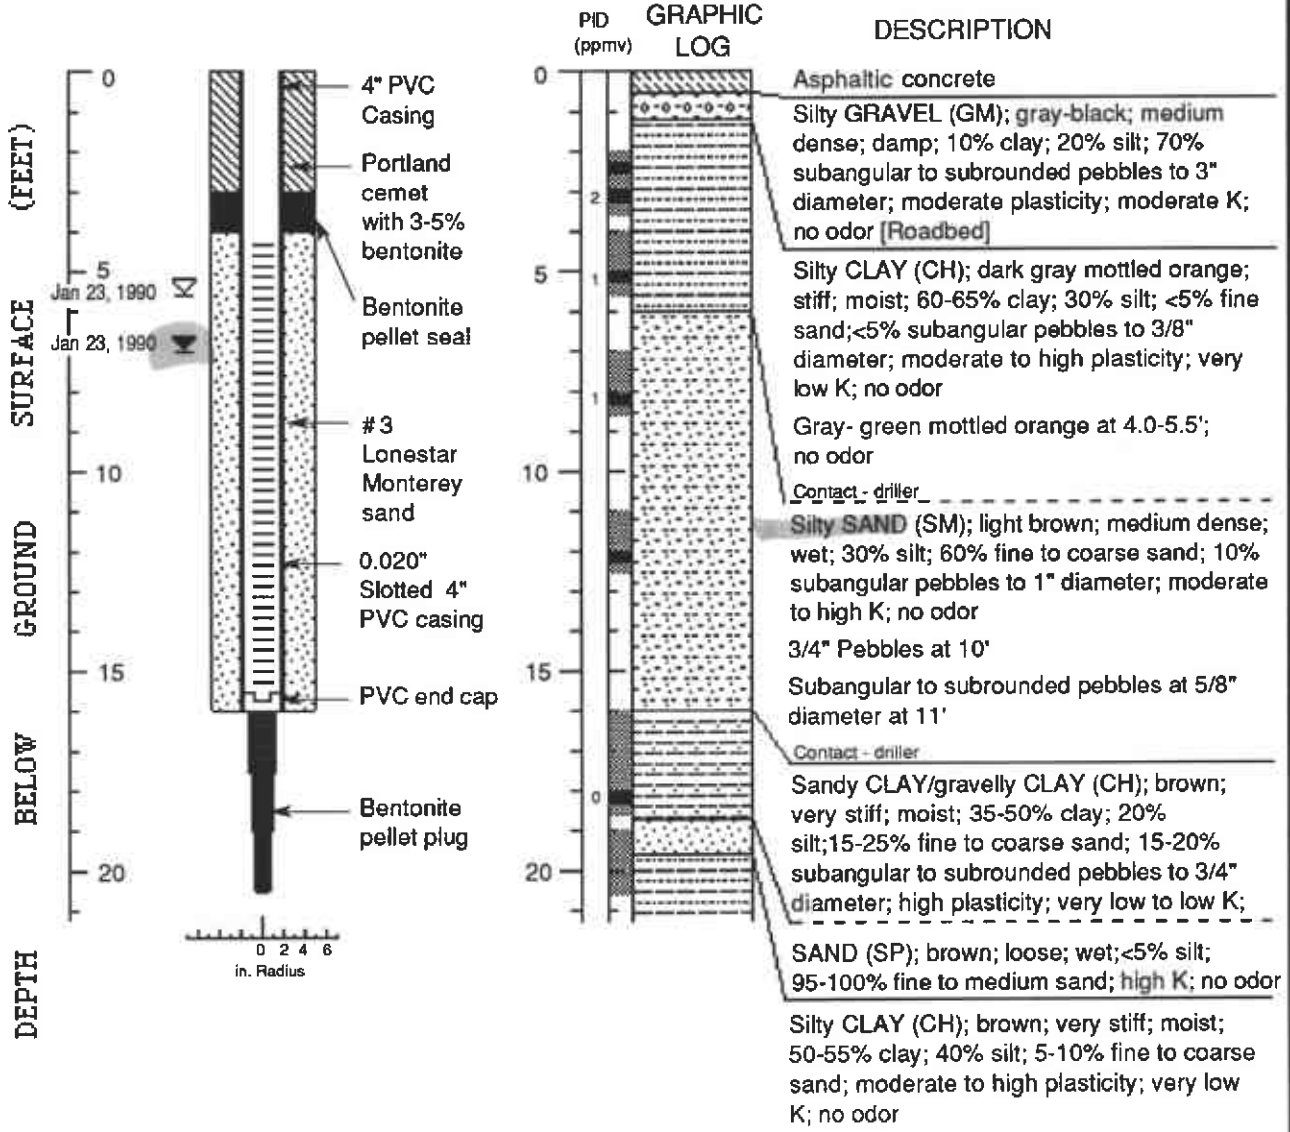 PID
(ppmv)
GRAPHIC
LOG
DESCRIPTION
DEPTH BELOW GROUND SURFACE (FEET)
0
5
10
15
20
Jan 23, 1990
Jan 23, 1990
4" PVC
Casing
Portland
cemet
with 3-5%
bentonite
Bentonite
pellet seal
#3
Lonestar
Monterey
sand
0.020"
Slotted 4"
PVC casing
PVC end cap
Bentonite
pellet plug
0 2 4 6
in. Radius
0
5
10
15
20
2
1
1
0
Asphaltic concrete
Silty GRAVEL (GM); gray-black; medium
dense; damp; 10% clay; 20% silt; 70%
subangular to subrounded pebbles to 3"
diameter; moderate plasticity; moderate K;
no odor [Roadbed]
Silty CLAY (CH); dark gray mottled orange;
stiff; moist; 60-65% clay; 30% silt; <5% fine
sand;<5% subangular pebbles to 3/8"
diameter; moderate to high plasticity; very
low K; no odor
Gray- green mottled orange at 4.0-5.5';
no odor
Contact - driller
Silty SAND (SM); light brown; medium dense;
wet; 30% silt; 60% fine to coarse sand; 10%
subangular pebbles to 1" diameter; moderate
to high K; no odor
3/4" Pebbles at 10'
Subangular to subrounded pebbles at 5/8"
diameter at 11'
Contact - driller
Sandy CLAY/gravelly CLAY (CH); brown;
very stiff; moist; 35-50% clay; 20%
silt;15-25% fine to coarse sand; 15-20%
subangular to subrounded pebbles to 3/4"
diameter; high plasticity; very low to low K;
SAND (SP); brown; loose; wet;<5% silt;
95-100% fine to medium sand; high K; no odor
Silty CLAY (CH); brown; very stiff; moist;
50-55% clay; 40% silt; 5-10% fine to coarse
sand; moderate to high plasticity; very low
K; no odor